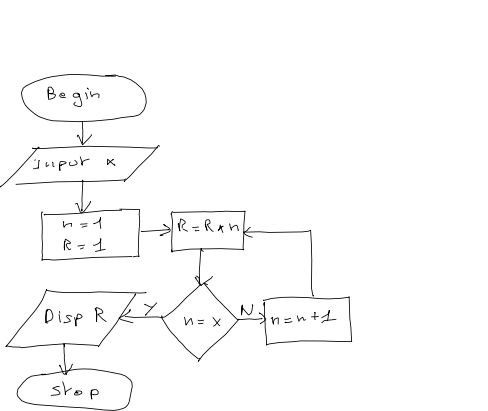 Begin
Input x
n=1
R=1
R=R*n
n=x
Y
N
n=n+1
Disp R
Stop